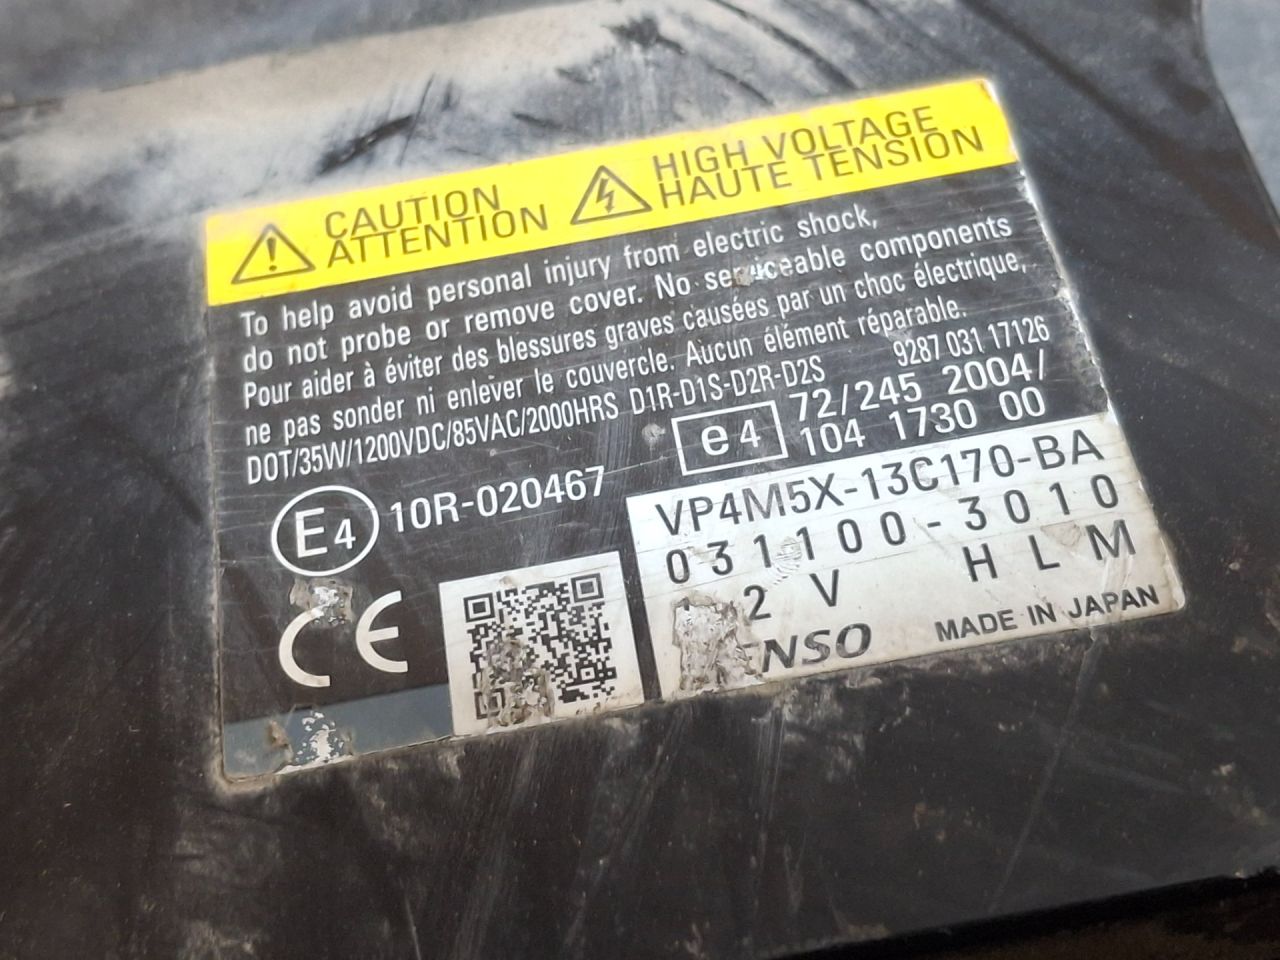 CAUTION
ATTENTION
HIGH VOLTAGE
HAUTE TENSION
To help avoid personal injury from electric shock,
do not probe or remove cover. No serviceable components
Pour aider à éviter des blessures graves causées par un choc électrique,
ne pas sonder ni enlever le couvercle. Aucun élément réparable.
DOT/35W/1200VDC/85VAC/2000HRS D1R-D1S-D2R-D2S
9287 031 17126
e4
72/245 2004/
104 1730 00
E4
10R-020467
CE
VP4M5X-13C170-BA
031100-3010
2 V HLM
NSO
MADE IN JAPAN